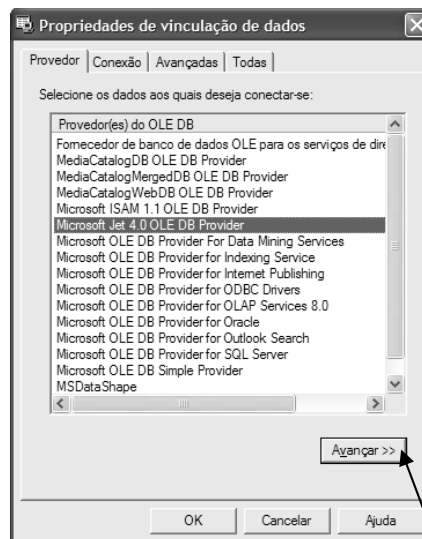 Propriedades de vinculação de dados
Provedor Conexão Avançadas Todas
Selecione os dados aos quais deseja conectar-se:
Provedor(es) do OLE DB
Fornecedor de banco de dados OLE para os serviços de dire
MediaCatalogDB OLE DB Provider
MediaCatalogMergedDB OLE DB Provider
MediaCatalogWebDB OLE DB Provider
Microsoft ISAM 1.1 OLE DB Provider
Microsoft Jet 4.0 OLE DB Provider
Microsoft OLE DB Provider For Data Mining Services
Microsoft OLE DB Provider for Indexing Service
Microsoft OLE DB Provider for Internet Publishing
Microsoft OLE DB Provider for ODBC Drivers
Microsoft OLE DB Provider for OLAP Services 8.0
Microsoft OLE DB Provider for Oracle
Microsoft OLE DB Provider for Outlook Search
Microsoft OLE DB Provider for SQL Server
Microsoft OLE DB Simple Provider
MSDataShape
Avançar >>
OK Cancelar Ajuda